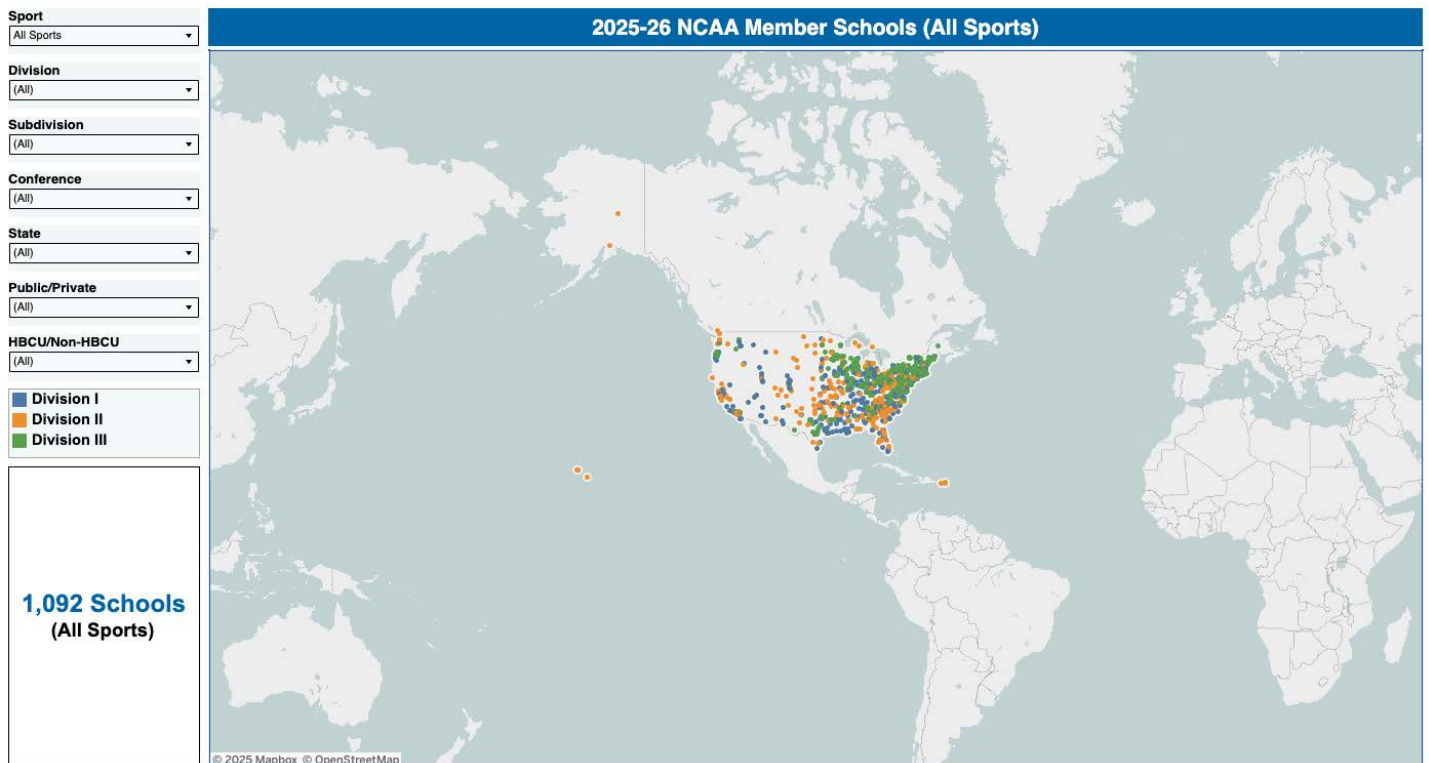 Sport
All Sports
Division
(All)
Subdivision
(All)
Conference
(All)
State
(All)
Public/Private
(All)
HBCU/Non-HBCU
(All)
Division I
Division II
Division III
1,092 Schools
(All Sports)
2025-26 NCAA Member Schools (All Sports)
© 2025 Mapbox © OpenStreetMap